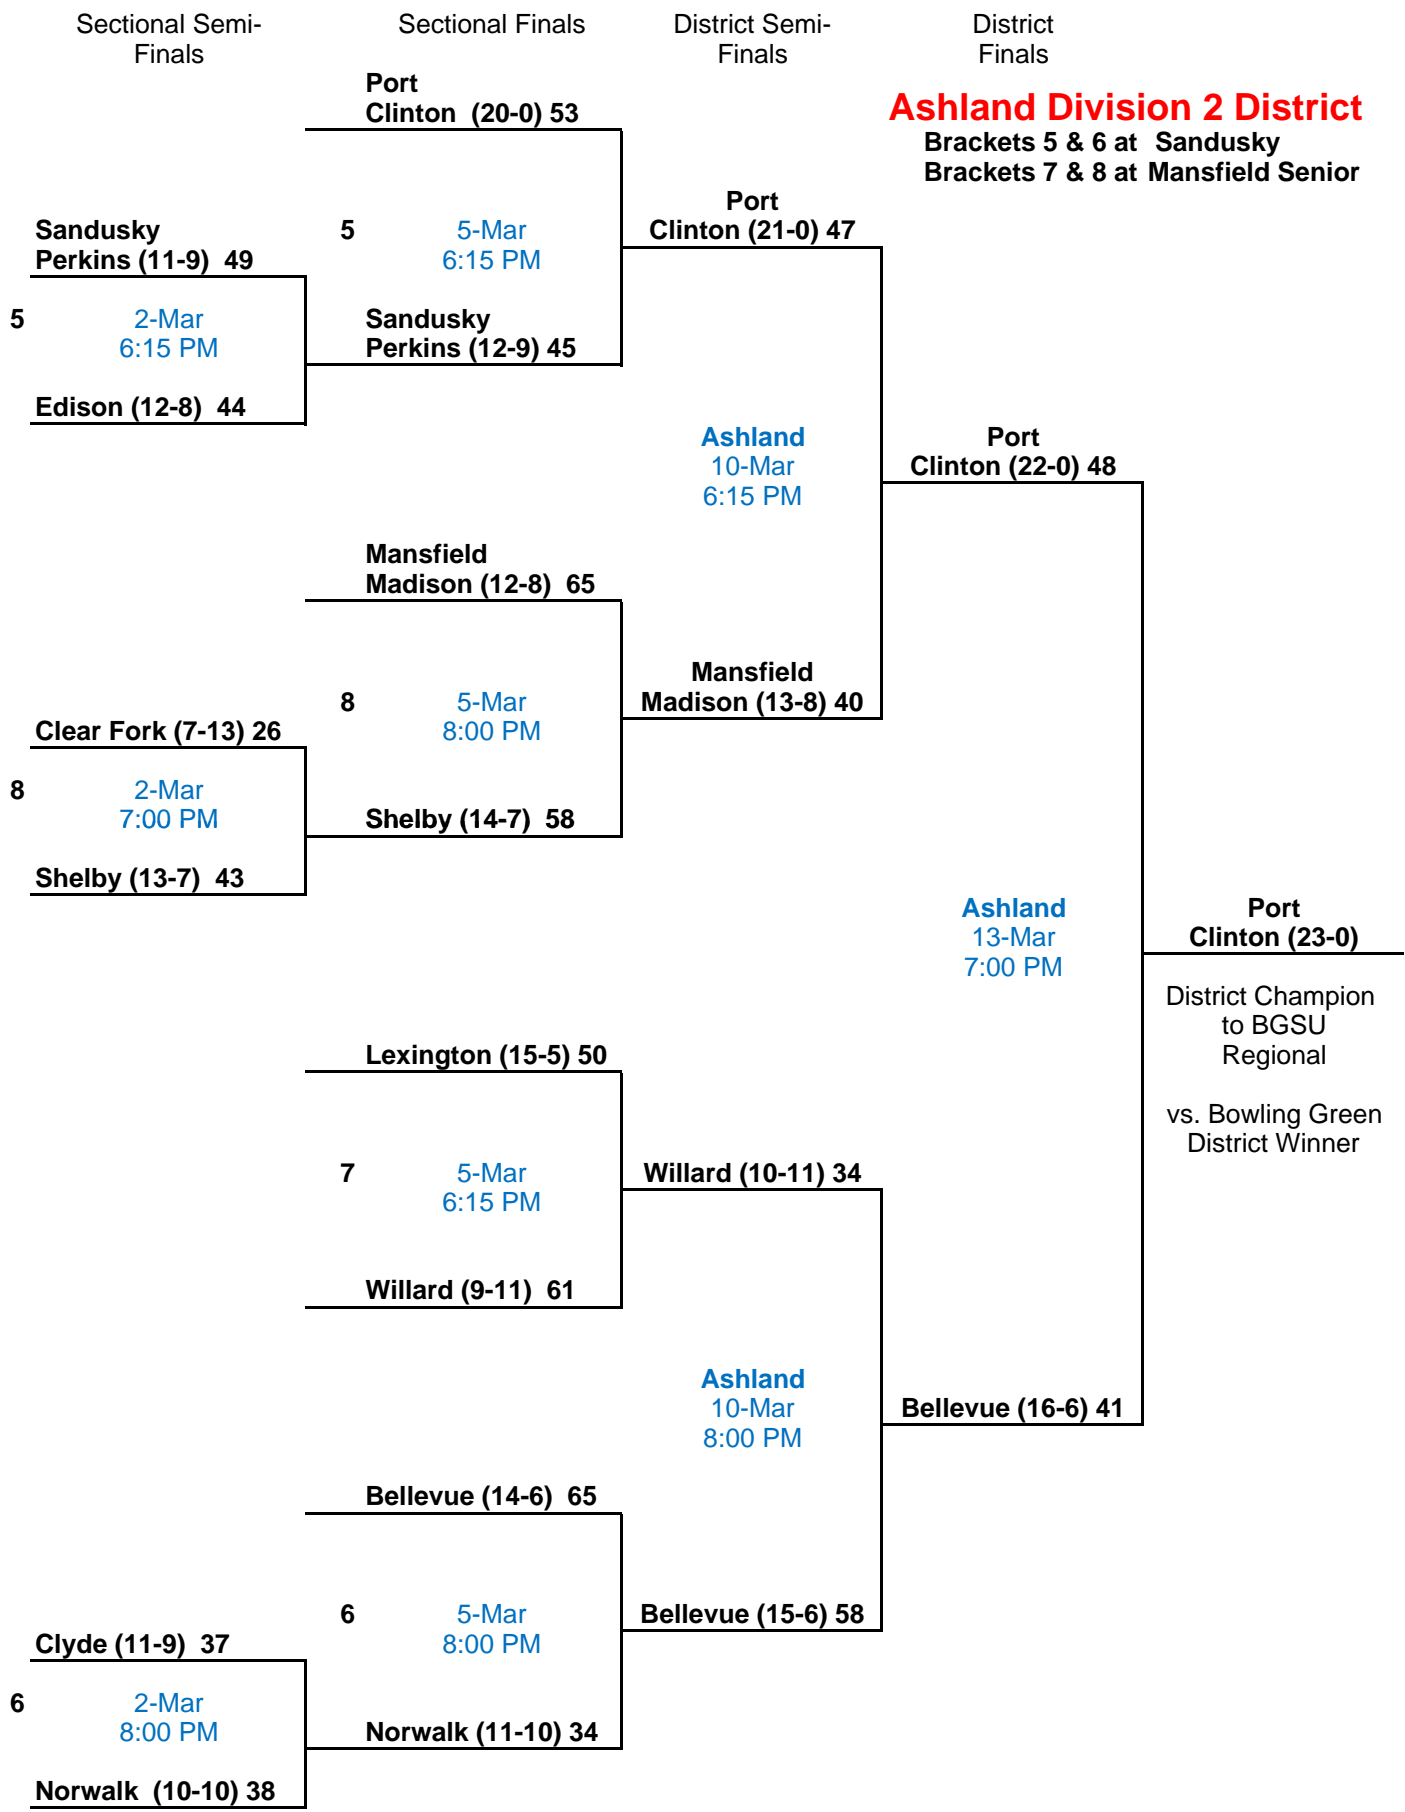 Sectional Semi-
Finals
Sectional Finals
District Semi-
Finals
District
Finals
Ashland Division 2 District
Brackets 5 & 6 at Sandusky
Brackets 7 & 8 at Mansfield Senior
Port
Clinton (20-0) 53
Sandusky
Perkins (11-9) 49
5
2-Mar
6:15 PM
Edison (12-8) 44
5
5-Mar
6:15 PM
Sandusky
Perkins (12-9) 45
Port
Clinton (21-0) 47
Ashland
10-Mar
6:15 PM
Port
Clinton (22-0) 48
Mansfield
Madison (12-8) 65
8
5-Mar
8:00 PM
Mansfield
Madison (13-8) 40
Clear Fork (7-13) 26
8
2-Mar
7:00 PM
Shelby (13-7) 43
Shelby (14-7) 58
Ashland
13-Mar
7:00 PM
Port
Clinton (23-0)
District Champion
to BGSU
Regional
vs. Bowling Green
District Winner
Lexington (15-5) 50
7
5-Mar
6:15 PM
Willard (9-11) 61
Willard (10-11) 34
Ashland
10-Mar
8:00 PM
Bellevue (16-6) 41
Bellevue (14-6) 65
6
5-Mar
8:00 PM
Bellevue (15-6) 58
Clyde (11-9) 37
6
2-Mar
8:00 PM
Norwalk (11-10) 34
Norwalk (10-10) 38